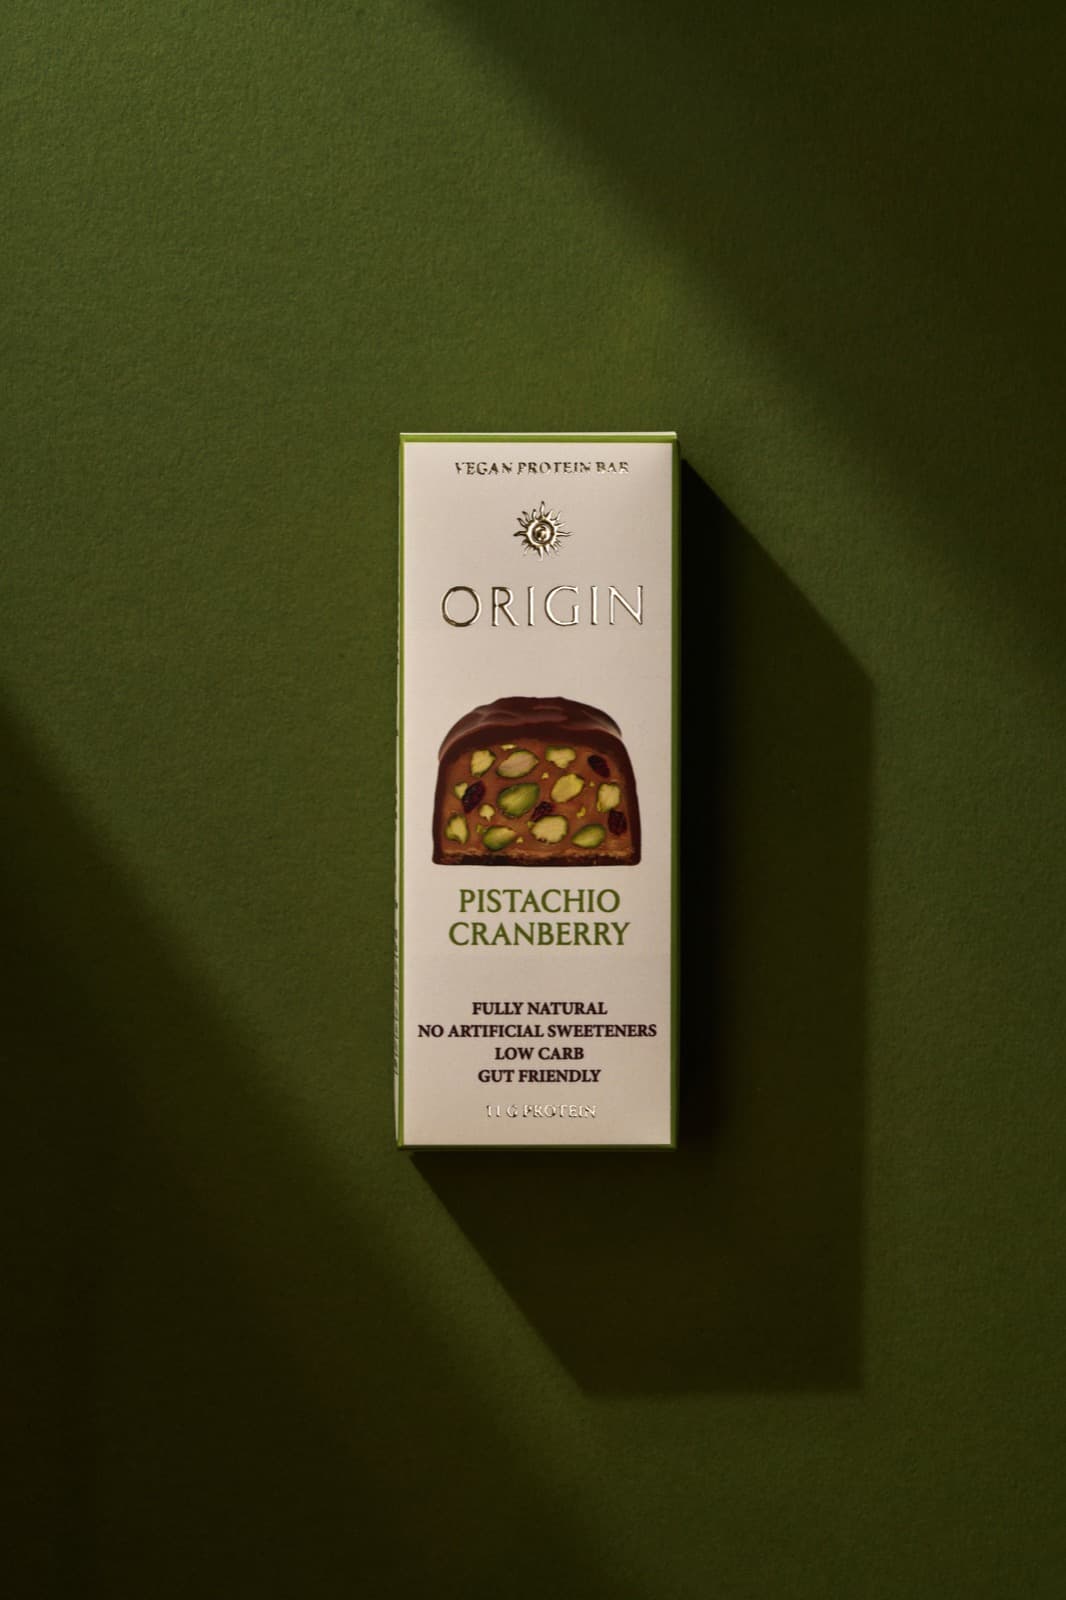 VEGAN PROTEIN BAR
ORIGIN
PISTACHIO
CRANBERRY
FULLY NATURAL
NO ARTIFICIAL SWEETENERS
LOW CARB
GUT FRIENDLY
11 G PROTEIN